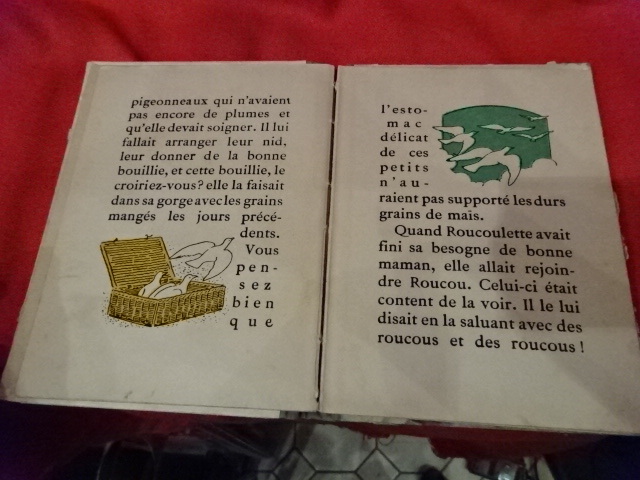 pigeonneaux qui n'avaient
pas encore de plumes et
qu'elle devait soigner. Il lui
fallait arranger leur nid,
leur donner de la bonne
bouillie, et cette bouillie, le
croiriez-vous? elle la faisait
dans sa gorge avec les grains
mangés les jours précé-
dents.
Vous
pen-
sez
bien
que
l'esto-
mac
délicat
de ces
petits
n'au-
raient pas supporté les durs
grains de maïs.
Quand Roucoulette avait
fini sa besogne de bonne
maman, elle allait rejoin-
dre Roucou. Celui-ci était
content de la voir. Il le lui
disait en la saluant avec des
roucous et des roucous!